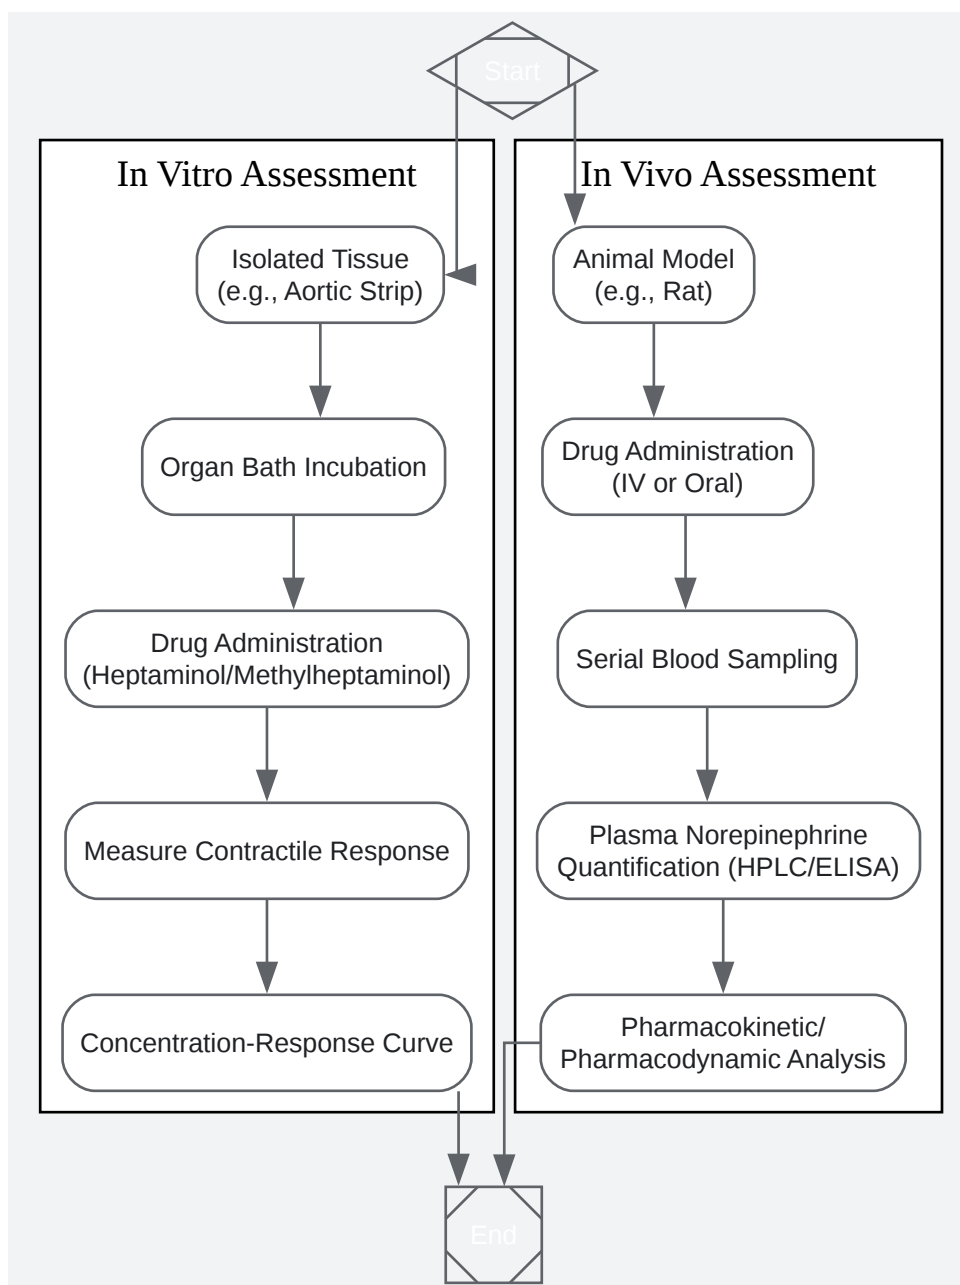 Start
In Vitro Assessment
Isolated Tissue
(e.g., Aortic Strip)
Organ Bath Incubation
Drug Administration
(Heptaminol/Methylheptaminol)
Measure Contractile Response
Concentration-Response Curve
In Vivo Assessment
Animal Model
(e.g., Rat)
Drug Administration
(IV or Oral)
Serial Blood Sampling
Plasma Norepinephrine
Quantification (HPLC/ELISA)
Pharmacokinetic/
Pharmacodynamic Analysis
End